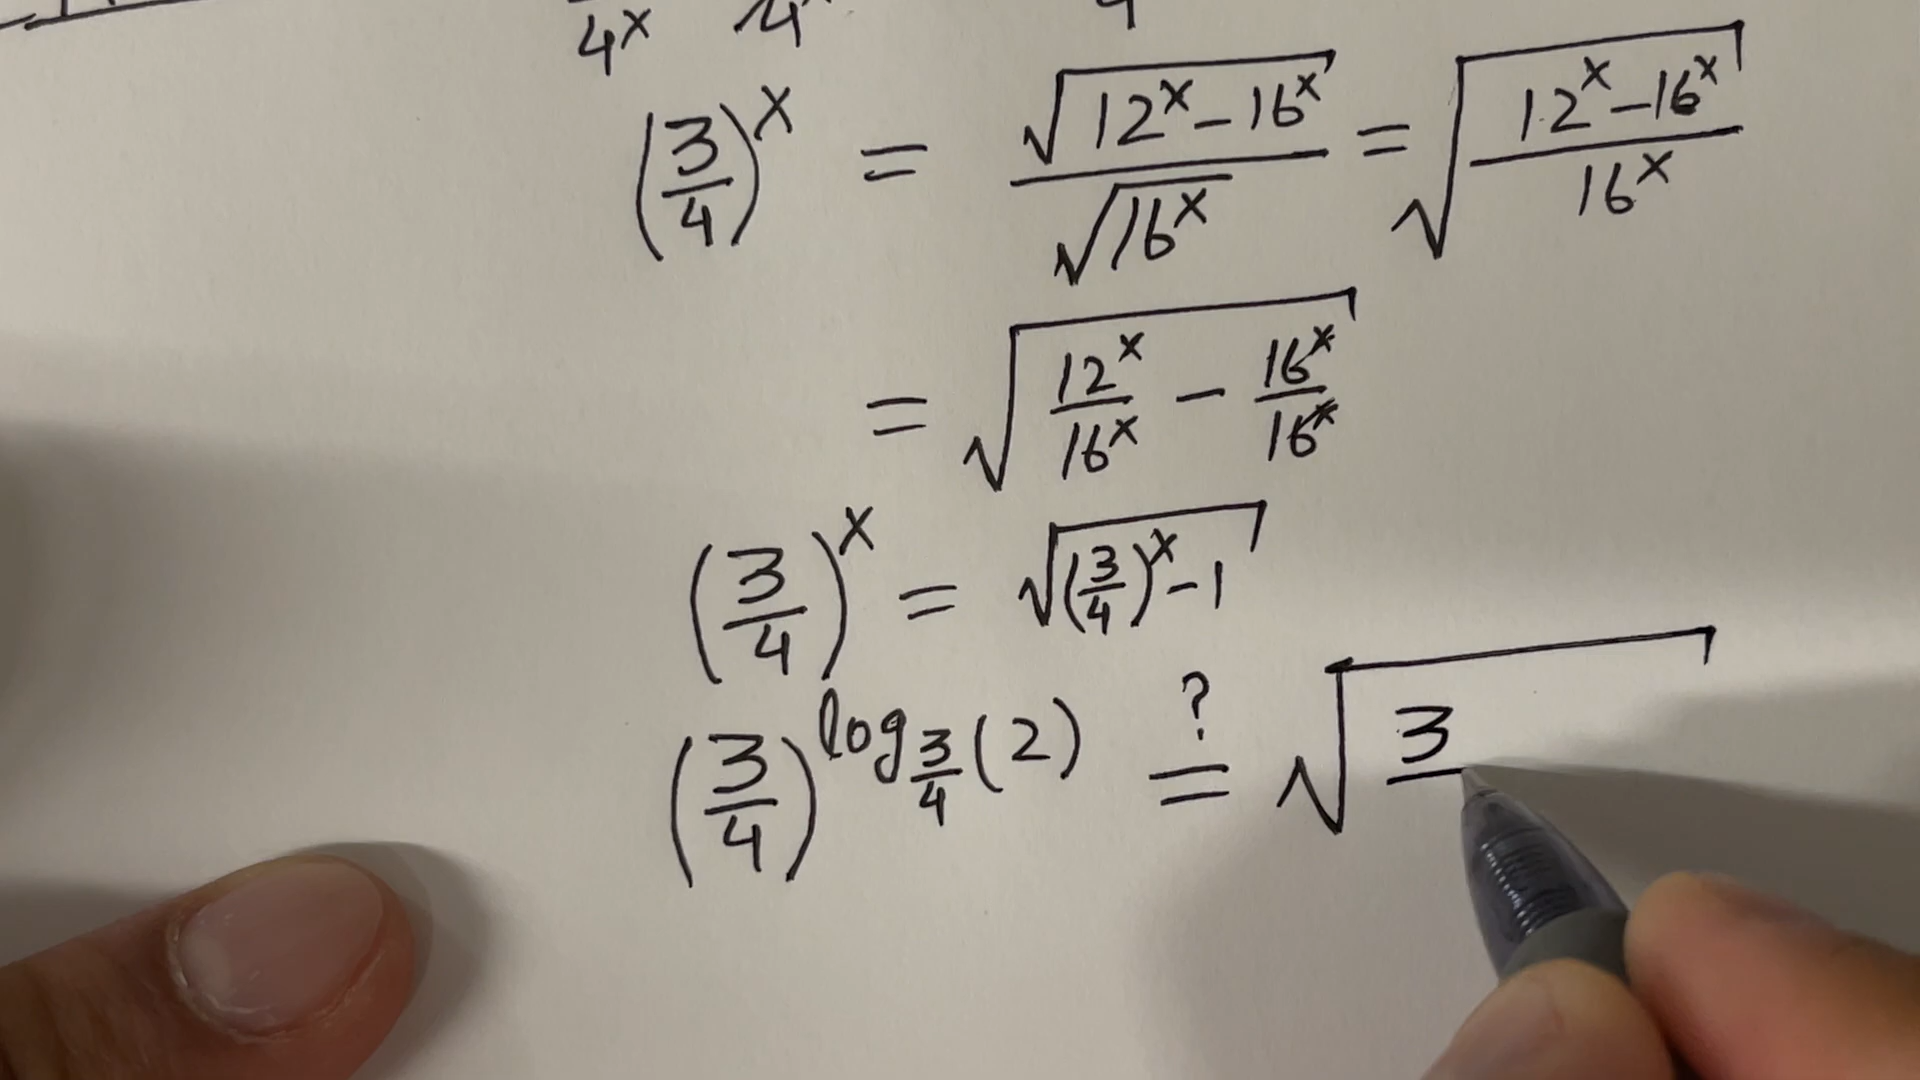 4^x 4^x 4
(3/4)^x = √(12^x - 16^x)/√(16^x) = √((12^x - 16^x)/16^x)
= √(12^x/16^x - 16^x/16^x)
(3/4)^x = √((3/4)^x - 1)
(3/4)^(log_(3/4)(2)) ?= √(3